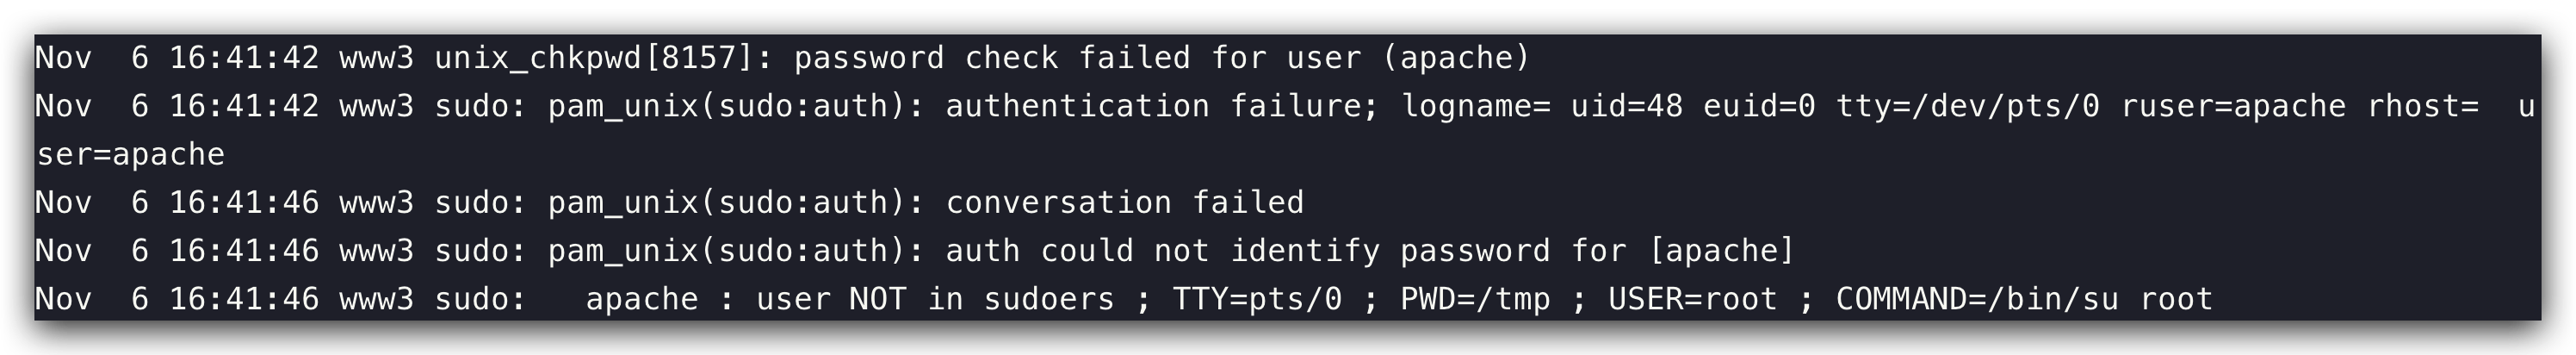 Nov  6 16:41:42 www3 unix_chkpwd[8157]: password check failed for user (apache)
Nov  6 16:41:42 www3 sudo: pam_unix(sudo:auth): authentication failure; logname= uid=48 euid=0 tty=/dev/pts/0 ruser=apache rhost=  u
ser=apache
Nov  6 16:41:46 www3 sudo: pam_unix(sudo:auth): conversation failed
Nov  6 16:41:46 www3 sudo: pam_unix(sudo:auth): auth could not identify password for [apache]
Nov  6 16:41:46 www3 sudo:   apache : user NOT in sudoers ; TTY=pts/0 ; PWD=/tmp ; USER=root ; COMMAND=/bin/su root